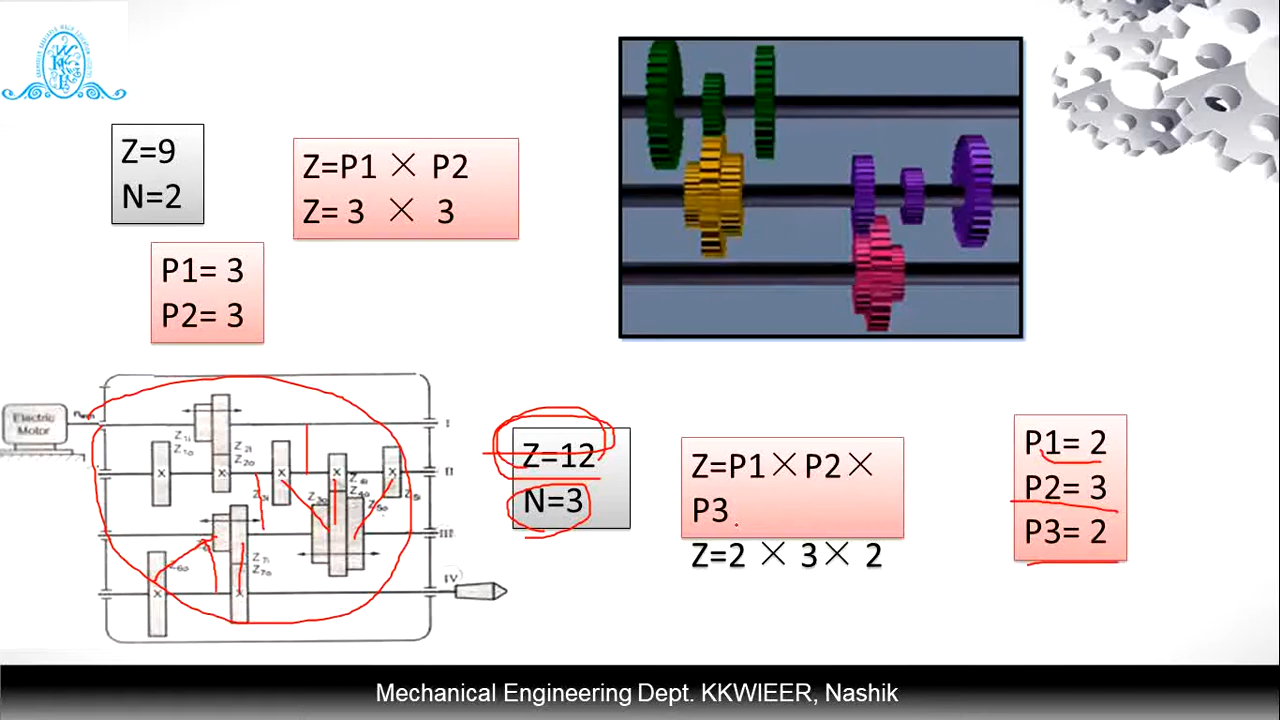 Z=9
N=2
Z=P1 × P2
Z= 3 × 3
P1= 3
P2= 3
Electric
Motor
I
II
III
IV
Z=12
N=3
Z=P1×P2×
P3
Z=2 × 3× 2
P1= 2
P2= 3
P3= 2
Mechanical Engineering Dept. KKWIEER, Nashik